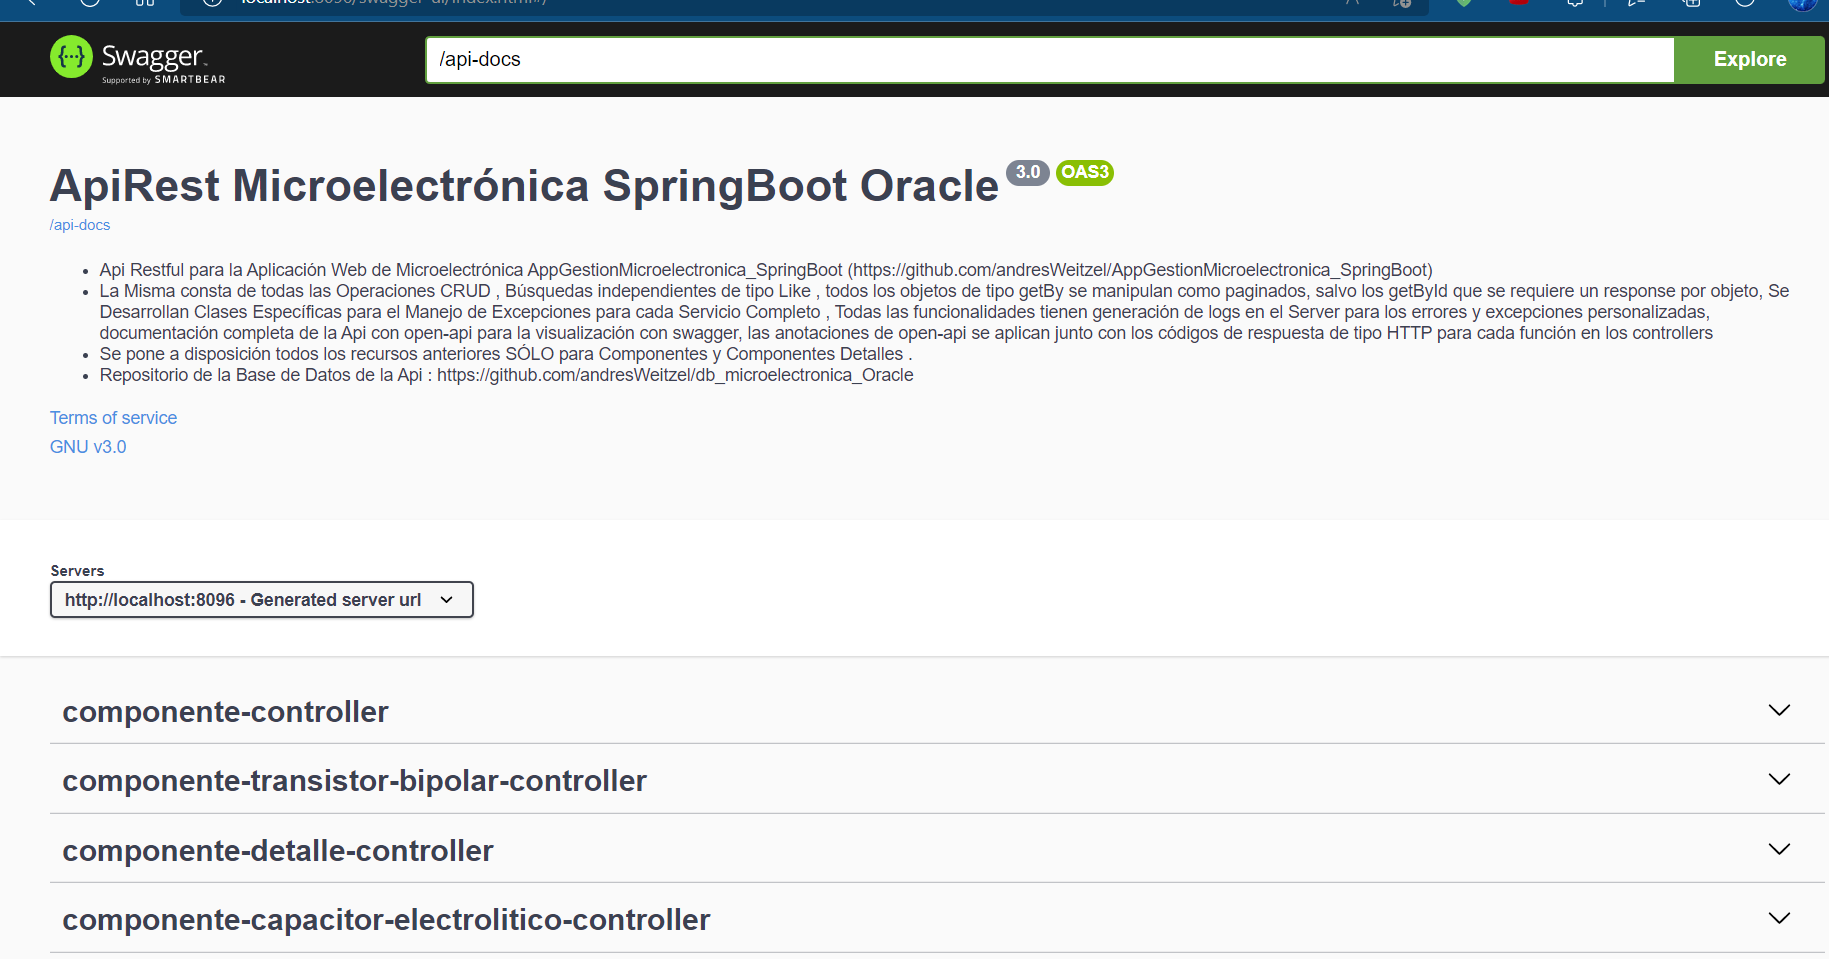 Swagger
Supported by SMARTBEAR
/api-docs
Explore
ApiRest Microelectrónica SpringBoot Oracle 3.0 OAS3
/api-docs
Api Restful para la Aplicación Web de Microelectrónica AppGestionMicroelectronica_SpringBoot (https://github.com/andresWeitzel/AppGestionMicroelectronica_SpringBoot)
La Misma consta de todas las Operaciones CRUD , Búsquedas independientes de tipo Like , todos los objetos de tipo getBy se manipulan como paginados, salvo los getById que se requiere un response por objeto, Se
Desarrollan Clases Específicas para el Manejo de Excepciones para cada Servicio Completo , Todas las funcionalidades tienen generación de logs en el Server para los errores y excepciones personalizadas,
documentación completa de la Api con open-api para la visualización con swagger, las anotaciones de open-api se aplican junto con los códigos de respuesta de tipo HTTP para cada función en los controllers
Se pone a disposición todos los recursos anteriores SÓLO para Componentes y Componentes Detalles .
Repositorio de la Base de Datos de la Api : https://github.com/andresWeitzel/db_microelectronica_Oracle
Terms of service
GNU v3.0
Servers
http://localhost:8096 - Generated server url
componente-controller
componente-transistor-bipolar-controller
componente-detalle-controller
componente-capacitor-electrolitico-controller